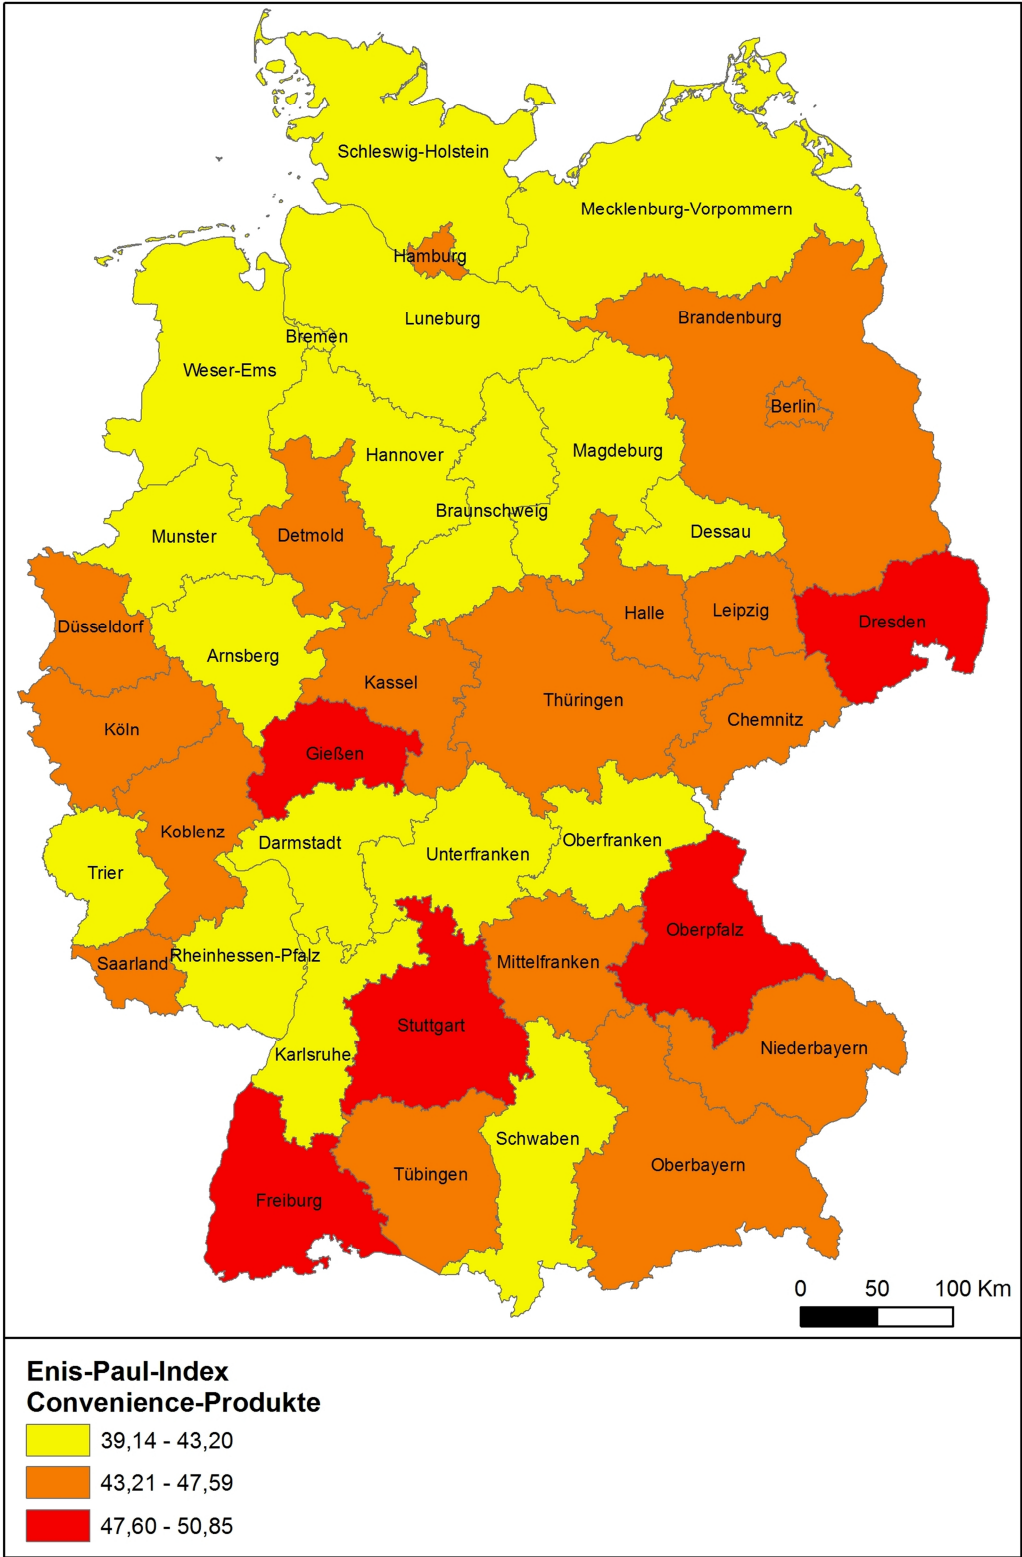 Schleswig-Holstein
Mecklenburg-Vorpommern
Hamburg
Luneburg
Brandenburg
Bremen
Weser-Ems
Berlin
Hannover
Magdeburg
Braunschweig
Munster
Detmold
Dessau
Düsseldorf
Halle
Leipzig
Dresden
Arnsberg
Kassel
Thüringen
Chemnitz
Köln
Gießen
Koblenz
Darmstadt
Oberfranken
Unterfranken
Trier
Oberpfalz
Rheinhessen-Pfalz
Saarland
Mittelfranken
Stuttgart
Niederbayern
Karlsruhe
Schwaben
Oberbayern
Tübingen
Freiburg
0 50 100 Km
Enis-Paul-Index
Convenience-Produkte
39,14 - 43,20
43,21 - 47,59
47,60 - 50,85